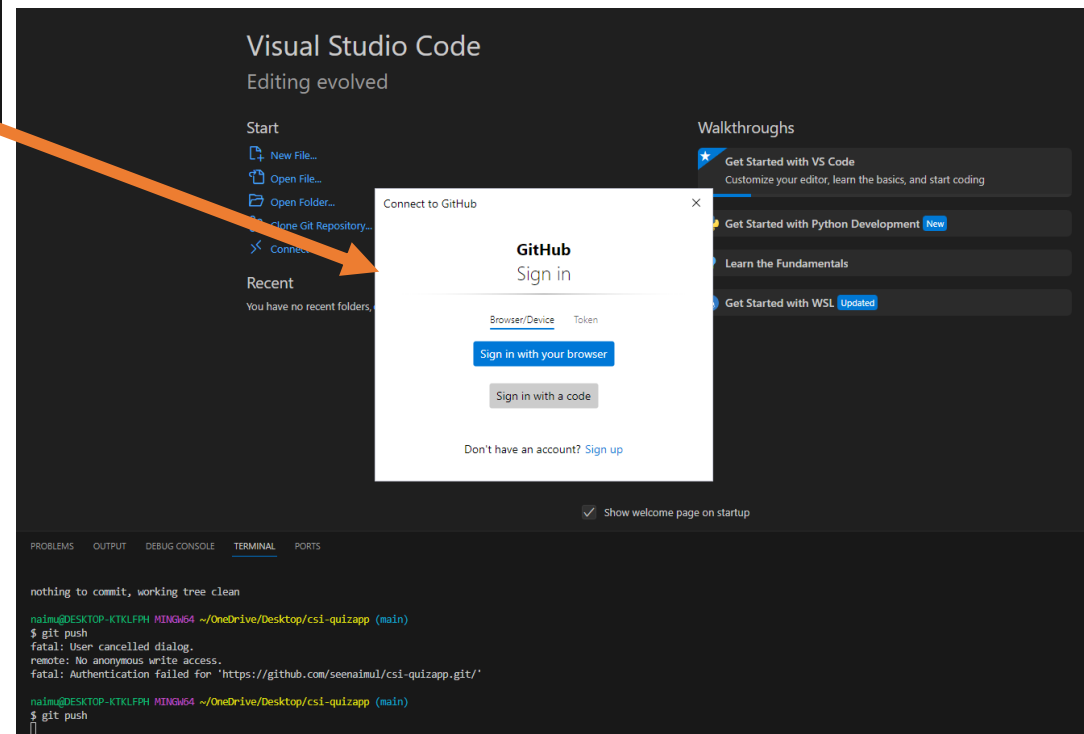 Visual Studio Code
Editing evolved
Start
New File...
Open File...
Open Folder...
Clone Git Repository...
Connect
Recent
You have no recent folders,
Walkthroughs
Get Started with VS Code
Customize your editor, learn the basics, and start coding
Get Started with Python Development New
Learn the Fundamentals
Get Started with WSL Updated
Connect to GitHub
GitHub
Sign in
Browser/Device Token
Sign in with your browser
Sign in with a code
Don't have an account? Sign up
Show welcome page on startup
PROBLEMS OUTPUT DEBUG CONSOLE TERMINAL PORTS
nothing to commit, working tree clean
naimu@DESKTOP-KTKLFPH MINGW64 ~/OneDrive/Desktop/csi-quizapp (main)
$ git push
fatal: User cancelled dialog.
remote: No anonymous write access.
fatal: Authentication failed for 'https://github.com/seenaimul/csi-quizapp.git/'
naimu@DESKTOP-KTKLFPH MINGW64 ~/OneDrive/Desktop/csi-quizapp (main)
$ git push